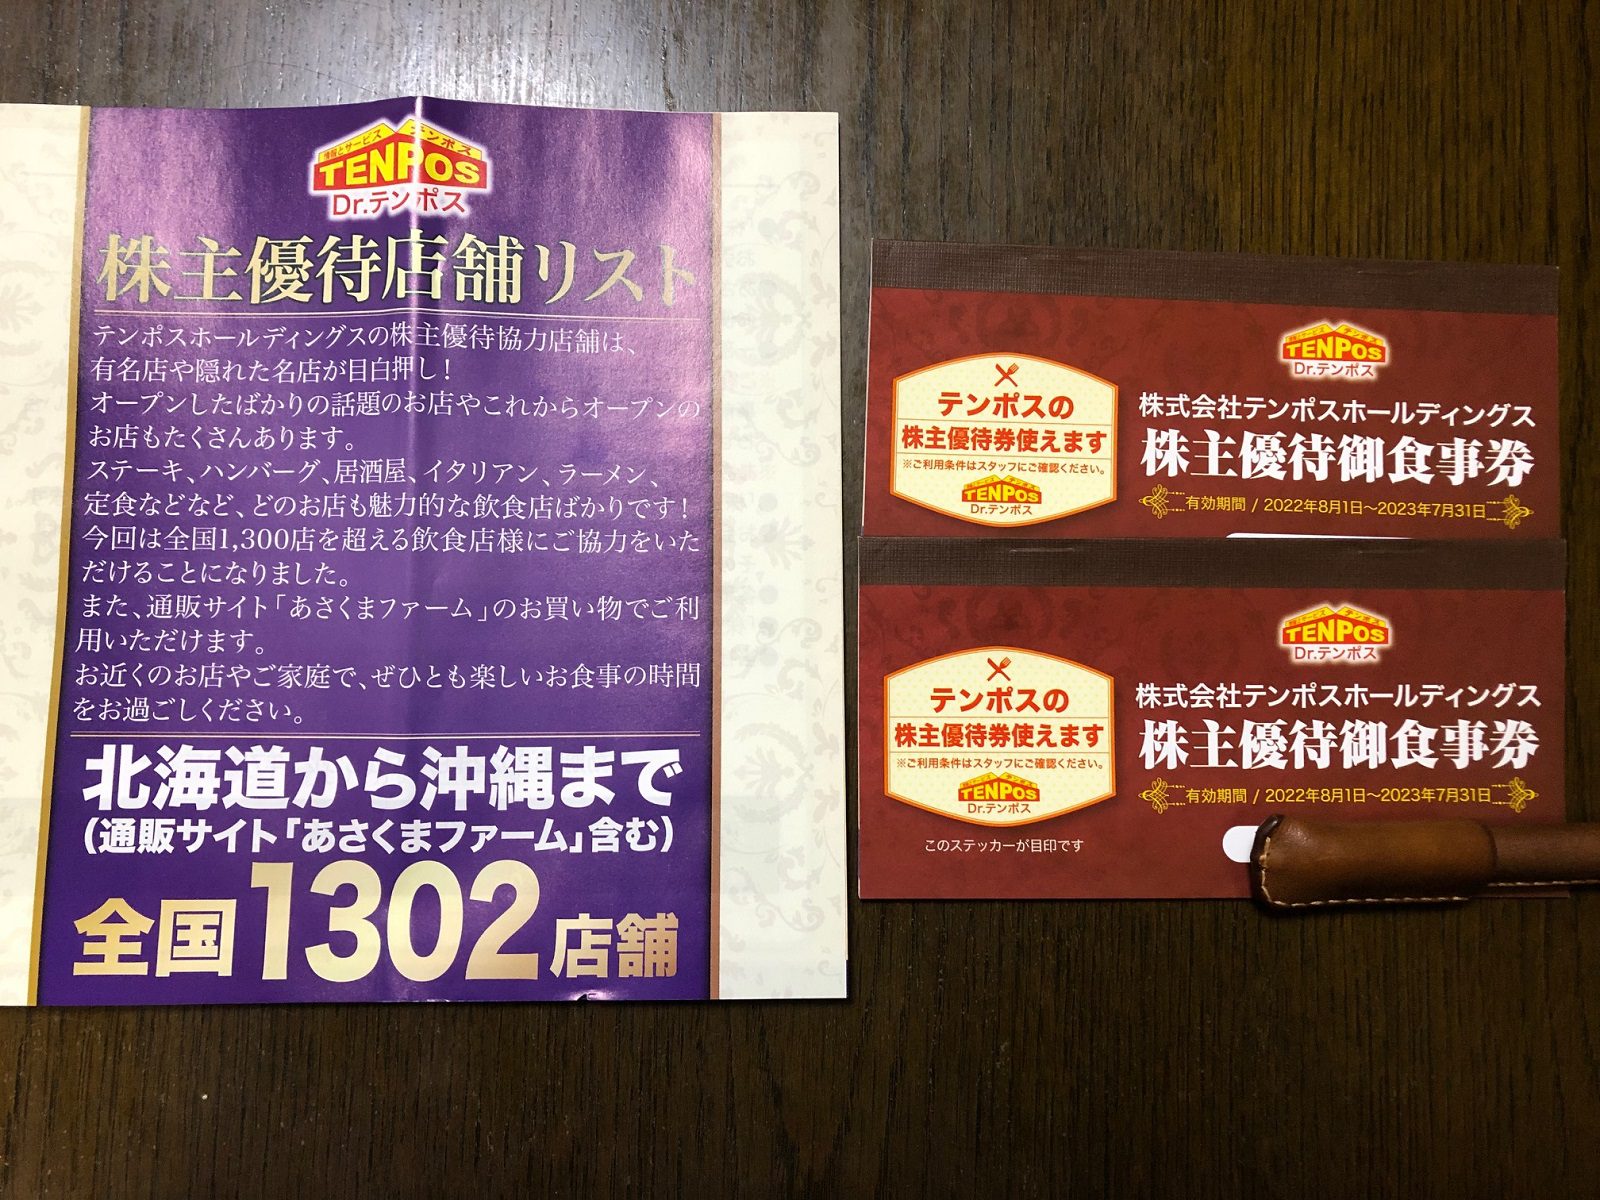 情報とサービス テンポス
TENPOS
Dr.テンポス
株主優待店舗リスト
テンポスホールディングスの株主優待協力店舗は、
有名店や隠れた名店が目白押し!
オープンしたばかりの話題のお店やこれからオープンの
お店もたくさんあります。
ステーキ、ハンバーグ、居酒屋、イタリアン、ラーメン、
定食などなど、どのお店も魅力的な飲食店ばかりです!
今回は全国1,300店を超える飲食店様にご協力をいた
だけることになりました。
また、通販サイト「あさくまファーム」のお買い物でご利
用いただけます。
お近くのお店やご家庭で、ぜひとも楽しいお食事の時間
をお過ごしください。
北海道から沖縄まで
(通販サイト「あさくまファーム」含む)
全国1302店舗
テンポスの
株主優待券使えます
※ご利用条件はスタッフにご確認ください。
TENPOS
Dr.テンポス
テンポス
TENPOS
Dr.テンポス
株式会社テンポスホールディングス
株主優待御食事券
有効期間 / 2022年8月1日～2023年7月31日
テンポスの
株主優待券使えます
※ご利用条件はスタッフにご確認ください。
TENPOS
Dr.テンポス
このステッカーが目印です
テンポス
TENPOS
Dr.テンポス
株式会社テンポスホールディングス
株主優待御食事券
有効期間 / 2022年8月1日～2023年7月31日